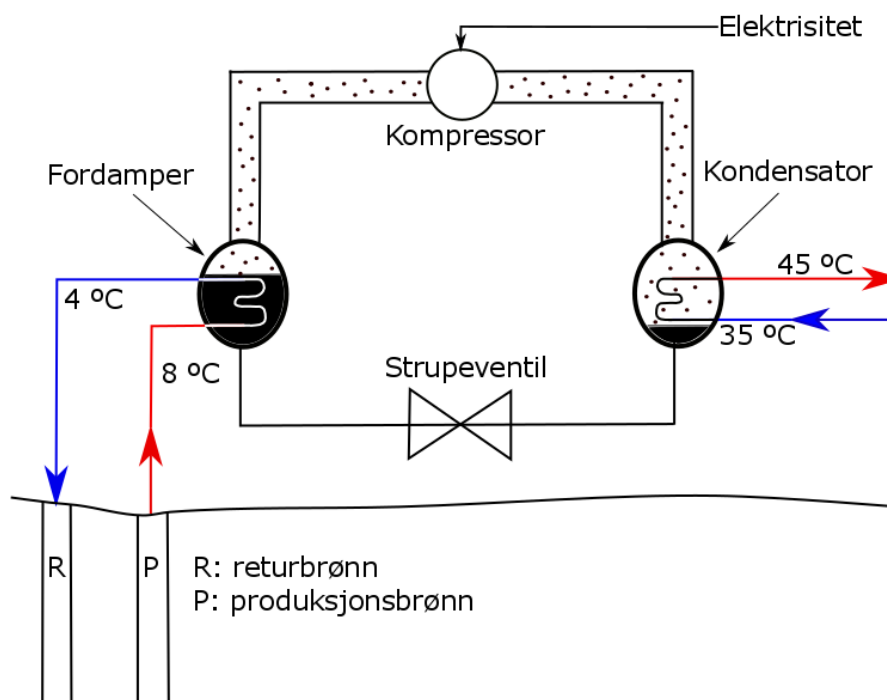 Elektrisitet
Kompressor
Fordamper
Kondensator
4 ºC
8 ºC
45 ºC
35 ºC
Strupeventil
R
P
R: returbrønn
P: produksjonsbrønn